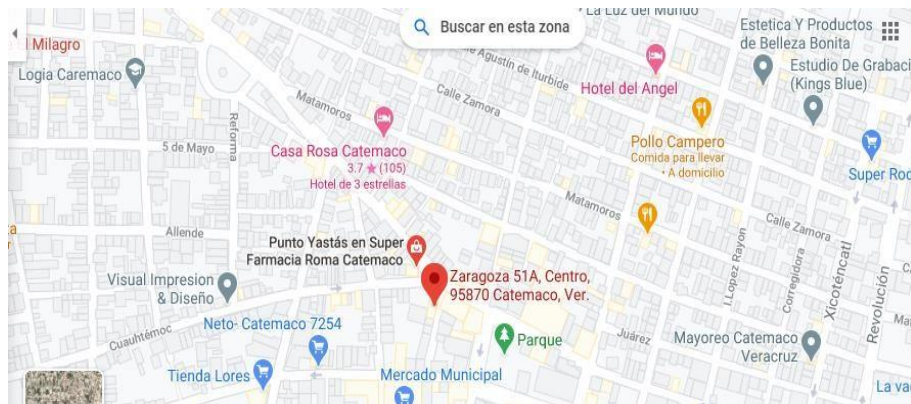 La Luz del Mundo
Buscar en esta zona
Estetica Y Productos
de Belleza Bonita
l Milagro
Logia Caremaco
de Agustín de Iturbide
Hotel del Angel
Estudio De Grabaci
(Kings Blue)
Calle Zamora
Matamoros
Reforma
5 de Mayo
Casa Rosa Catemaco
3.7 ★ (105)
Hotel de 3 estrellas
Pollo Campero
Comida para llevar
• A domicilio
Super Rod
Matamoros
Calle Zamora
Allende
Punto Yastás en Super
Farmacia Roma Catemaco
Visual Impresion
& Diseño
Zaragoza 51A, Centro,
95870 Catemaco, Ver.
I Lopez Rayon
Corregidora
Xicoténcatl
Revolución
Cuauhtémoc
Neto- Catemaco 7254
Parque
Juárez
Mayoreo Catemaco
Veracruz
Ma
Tienda Lores
Mercado Municipal
La va